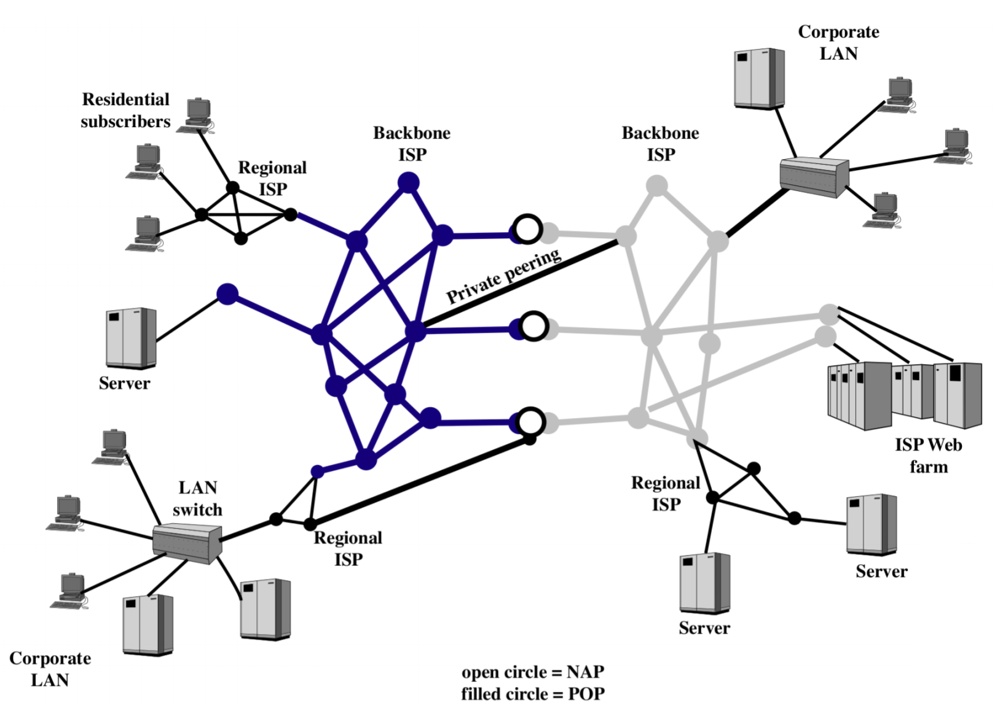 Corporate
LAN
Residential
subscribers
Backbone
ISP
Backbone
ISP
Regional
ISP
Private peering
Server
ISP Web
farm
LAN
switch
Regional
ISP
Regional
ISP
Server
Server
Corporate
LAN
open circle = NAP
filled circle = POP